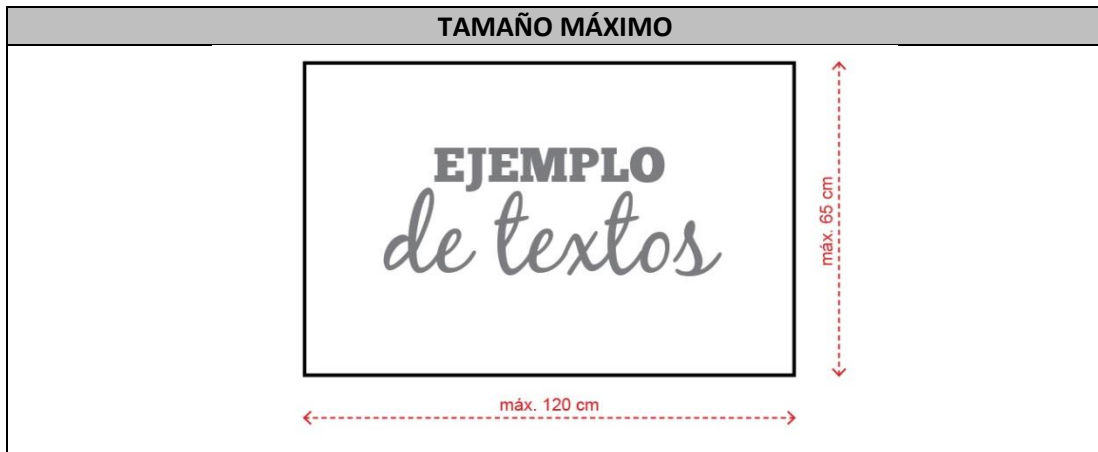 TAMAÑO MÁXIMO
EJEMPLO
de textos
máx. 65 cm
máx. 120 cm